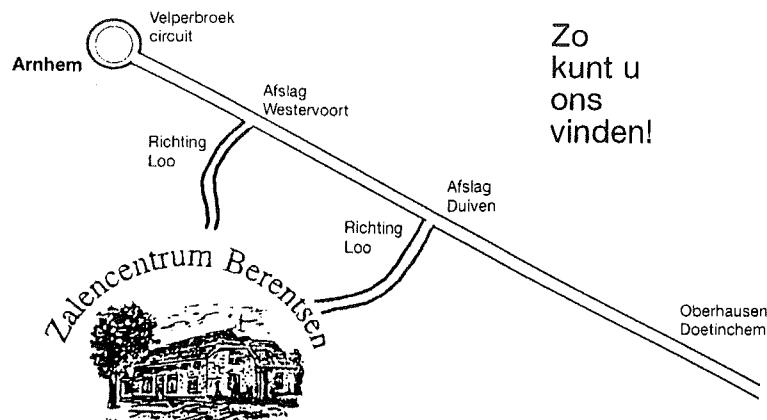 Velperbroek
circuit
Arnhem
Zo
kunt u
ons
vinden!
Afslag
Westervoort
Richting
Loo
Afslag
Duiven
Richting
Loo
Zalencentrum Berentsen
Oberhausen
Doetinchem